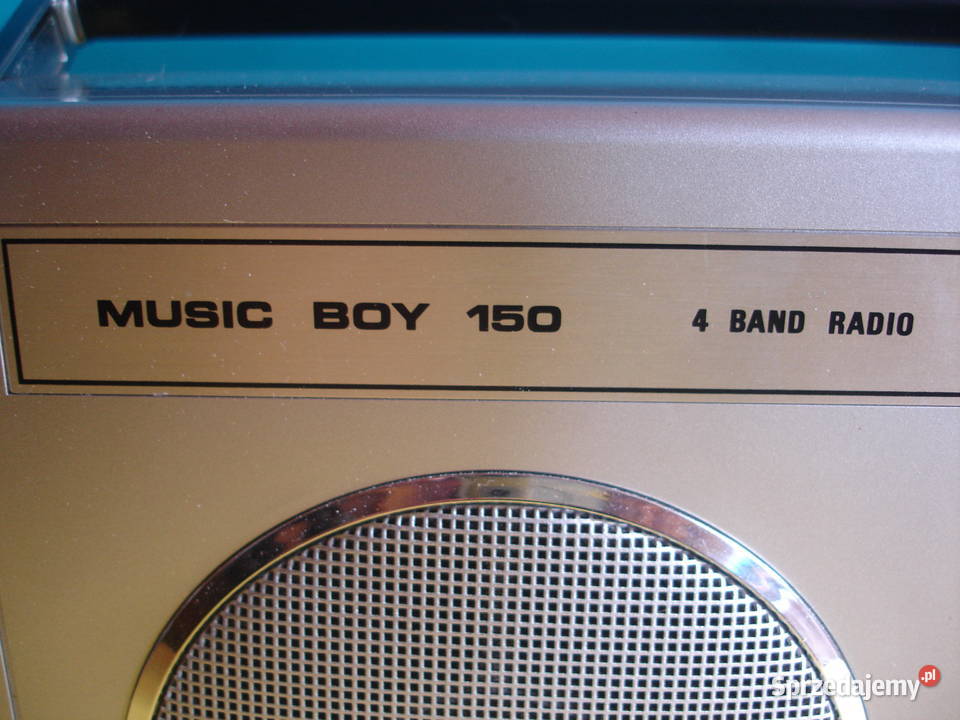 MUSIC BOY 150 4 BAND RADIO
Sprzedajemy.pl